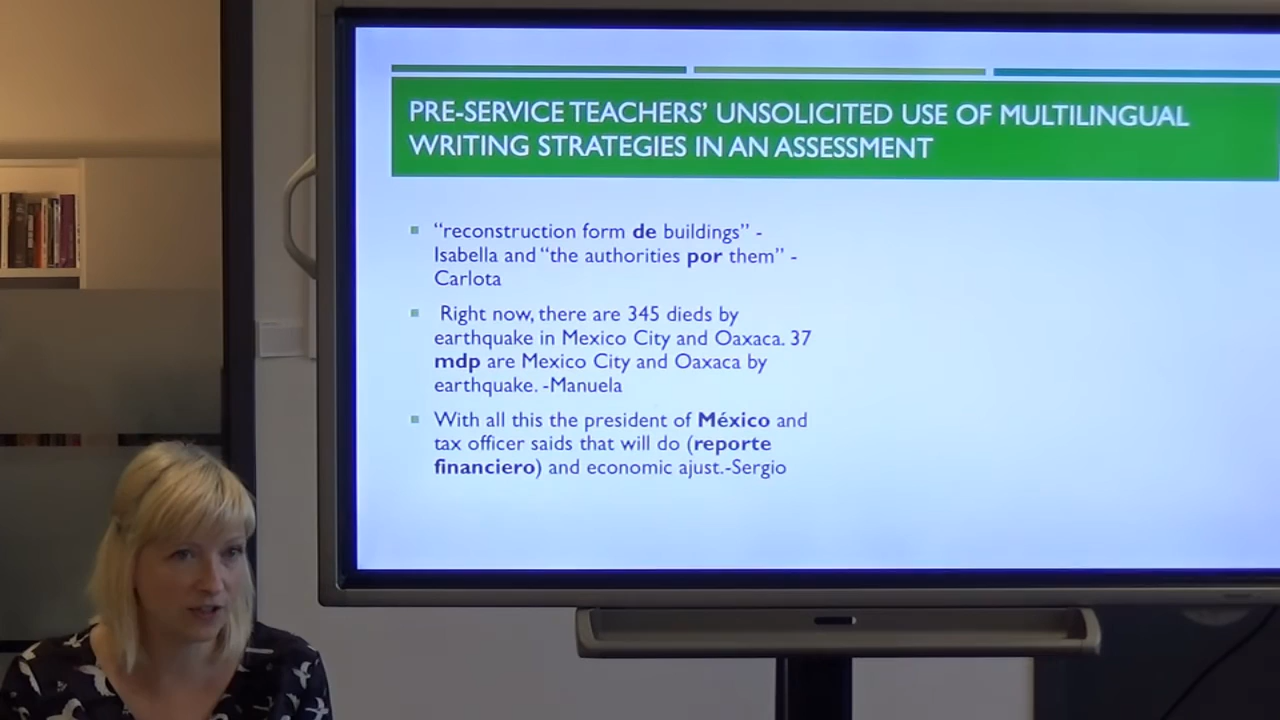 PRE-SERVICE TEACHERS' UNSOLICITED USE OF MULTILINGUAL
WRITING STRATEGIES IN AN ASSESSMENT
“reconstruction form de buildings” -
Isabella and “the authorities por them” -
Carlota
Right now, there are 345 dieds by
earthquake in Mexico City and Oaxaca. 37
mdp are Mexico City and Oaxaca by
earthquake. -Manuela
With all this the president of México and
tax officer saids that will do (reporte
financiero) and economic ajust.-Sergio